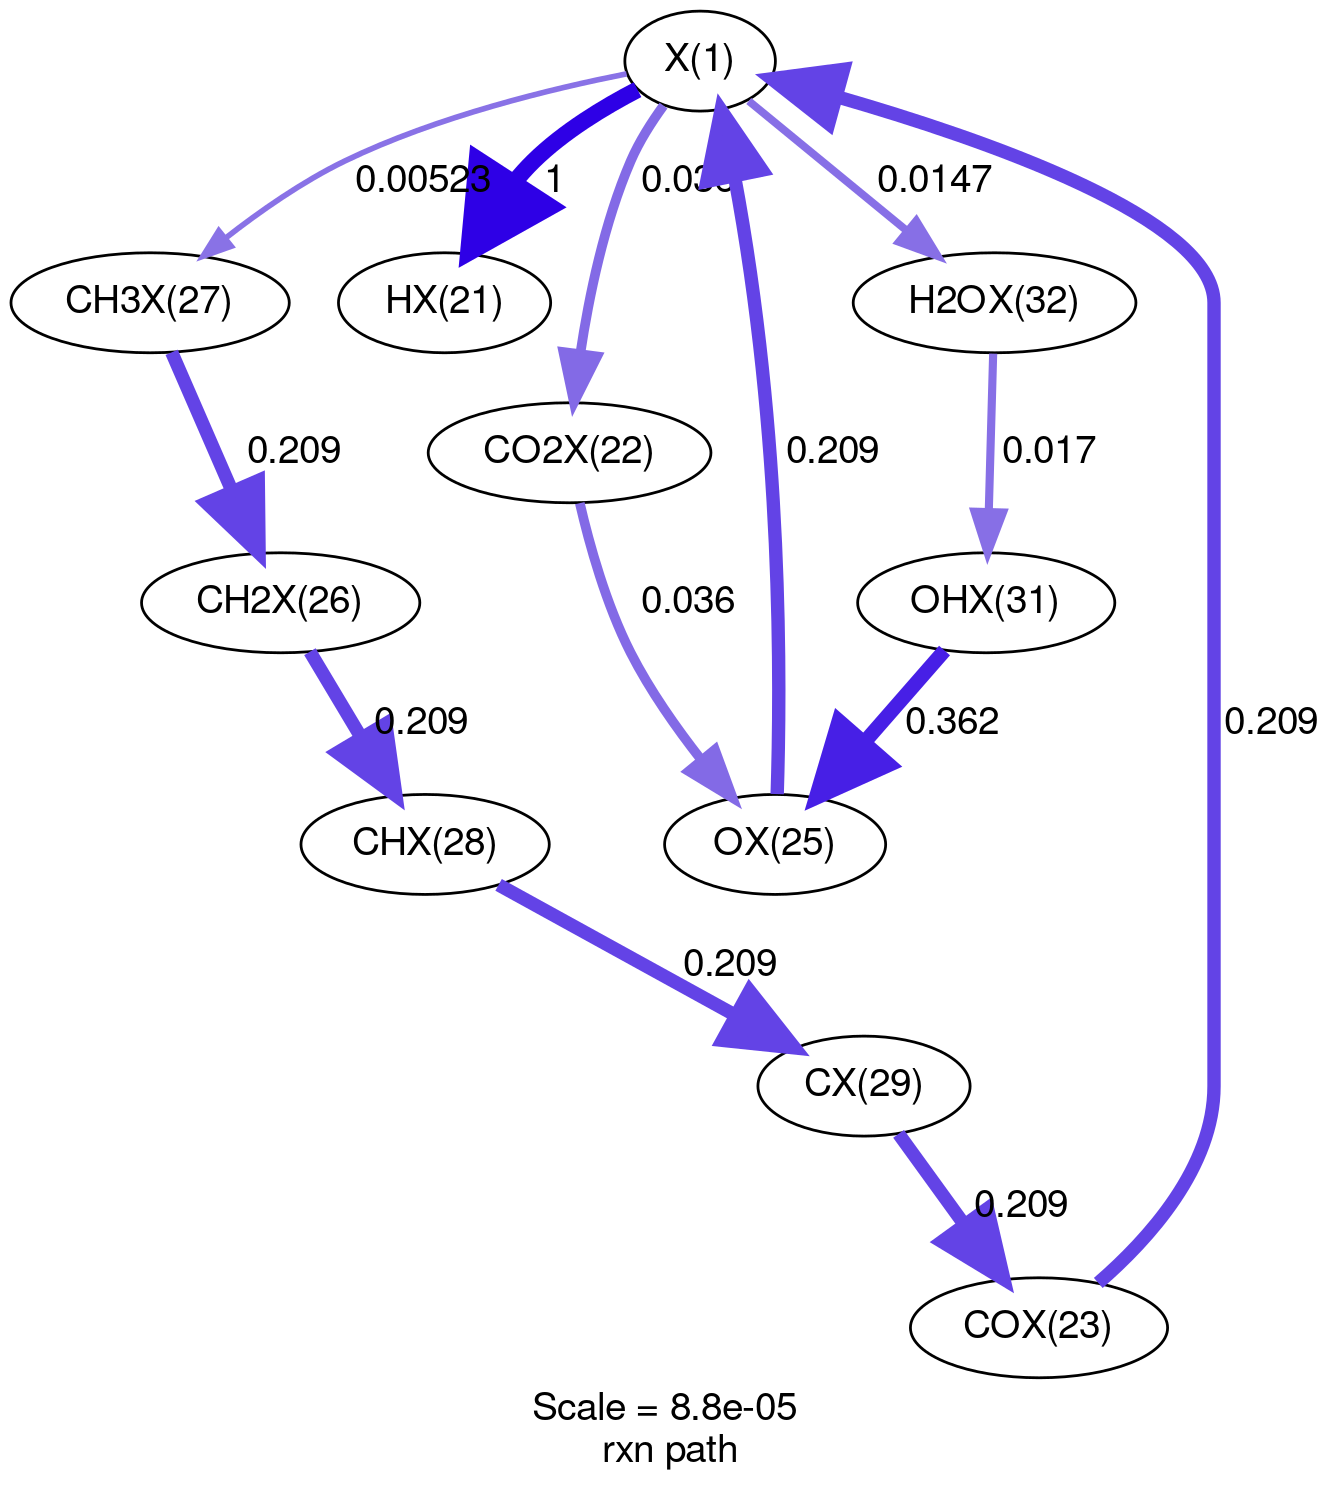 X(1)
0.00523
1
0.0147
CH3X(27)
HX(21)
H2OX(32)
CO2X(22)
0.209
0.209
0.017
CH2X(26)
0.036
OHX(31)
0.209
0.362
0.209
CHX(28)
OX(25)
0.209
CX(29)
0.209
COX(23)
Scale = 8.8e-05
rxn path